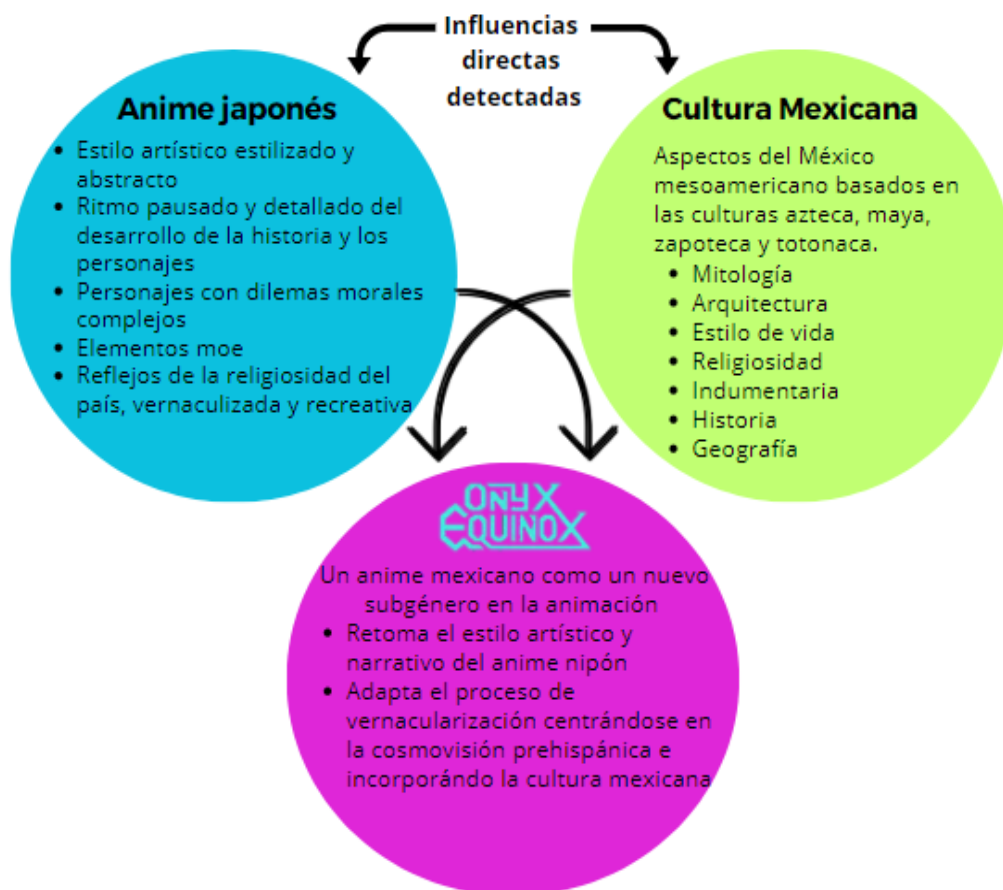 Influencias
directas
detectadas
Anime japonés
• Estilo artístico estilizado y
abstracto
• Ritmo pausado y detallado del
desarrollo de la historia y los
personajes
• Personajes con dilemas morales
complejos
• Elementos moe
• Reflejos de la religiosidad del
país, vernaculizada y recreativa
Cultura Mexicana
Aspectos del México
mesoamericano basados en
las culturas azteca, maya,
zapoteca y totonaca.
• Mitología
• Arquitectura
• Estilo de vida
• Religiosidad
• Indumentaria
• Historia
• Geografía
ONYX
EQUINOX
Un anime mexicano como un nuevo
subgénero en la animación
• Retoma el estilo artístico y
narrativo del anime nipón
• Adapta el proceso de
vernacularización centrándose en
la cosmovisión prehispánica e
incorporándo la cultura mexicana